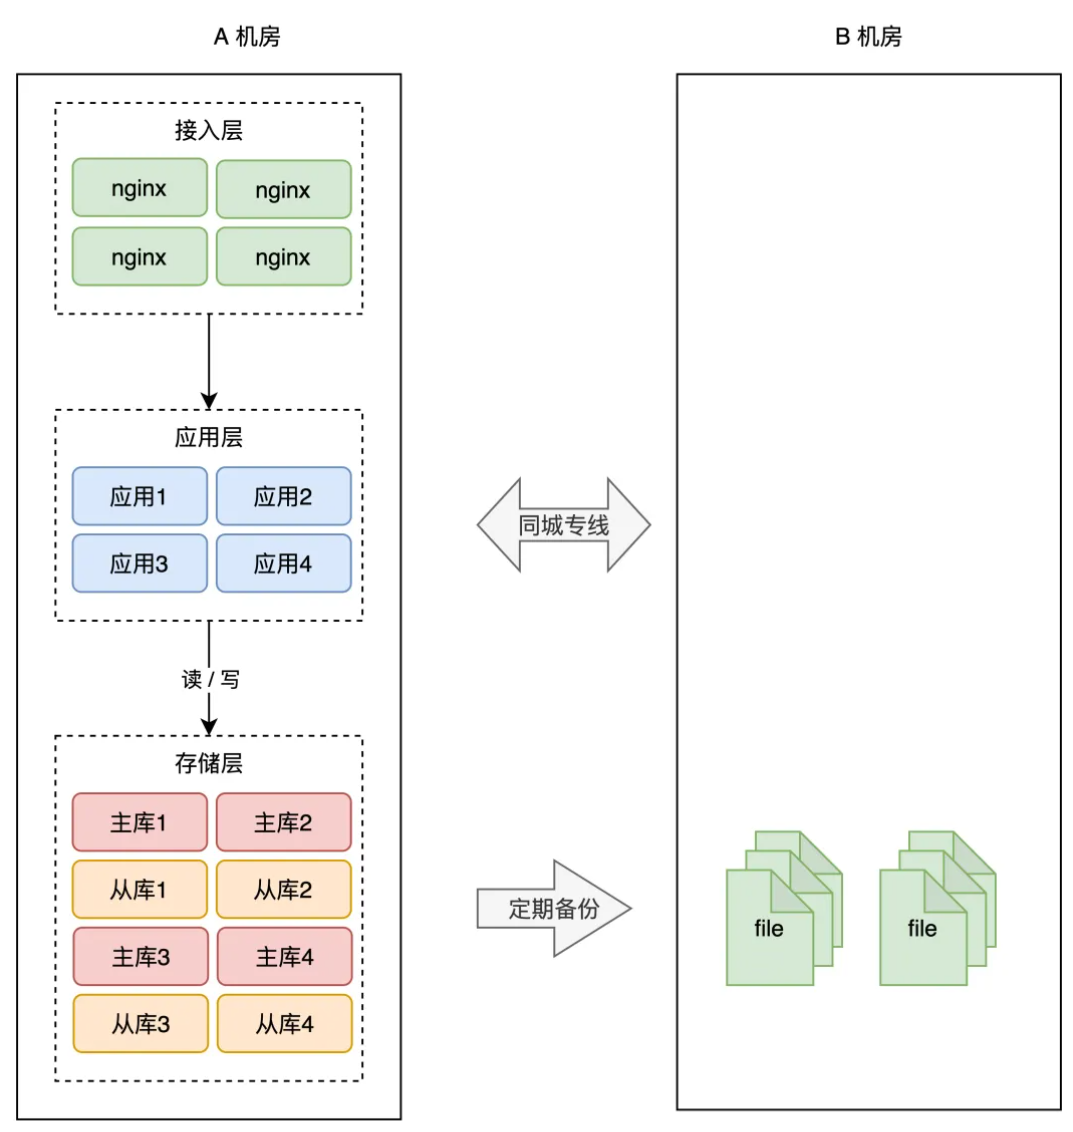 A 机房
B 机房
接入层
nginx
nginx
nginx
nginx
应用层
应用1
应用2
应用3
应用4
同城专线
读 / 写
存储层
主库1
主库2
从库1
从库2
主库3
主库4
从库3
从库4
定期备份
file
file